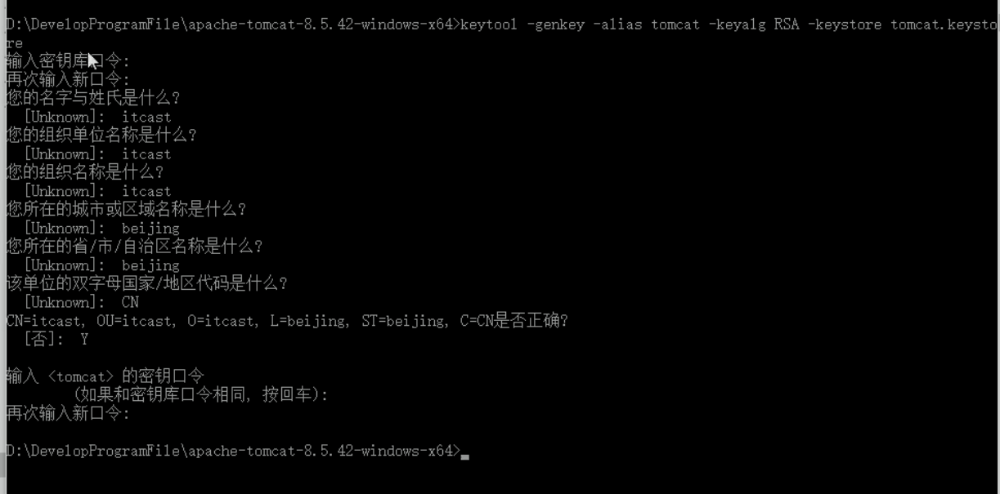 D:\DevelopProgramFile\apache-tomcat-8.5.42-windows-x64>keytool -genkey -alias tomcat -keyalg RSA -keystore tomcat.keysto
re
输入密钥库口令:
再次输入新口令:
您的名字与姓氏是什么?
[Unknown]:  itcast
您的组织单位名称是什么?
[Unknown]:  itcast
您的组织名称是什么?
[Unknown]:  itcast
您所在的城市或区域名称是什么?
[Unknown]:  beijing
您所在的省/市/自治区名称是什么?
[Unknown]:  beijing
该单位的双字母国家/地区代码是什么?
[Unknown]:  CN
CN=itcast, OU=itcast, O=itcast, L=beijing, ST=beijing, C=CN是否正确?
[否]:  Y
输入 <tomcat> 的密钥口令
(如果和密钥库口令相同, 按回车):
再次输入新口令:
D:\DevelopProgramFile\apache-tomcat-8.5.42-windows-x64>